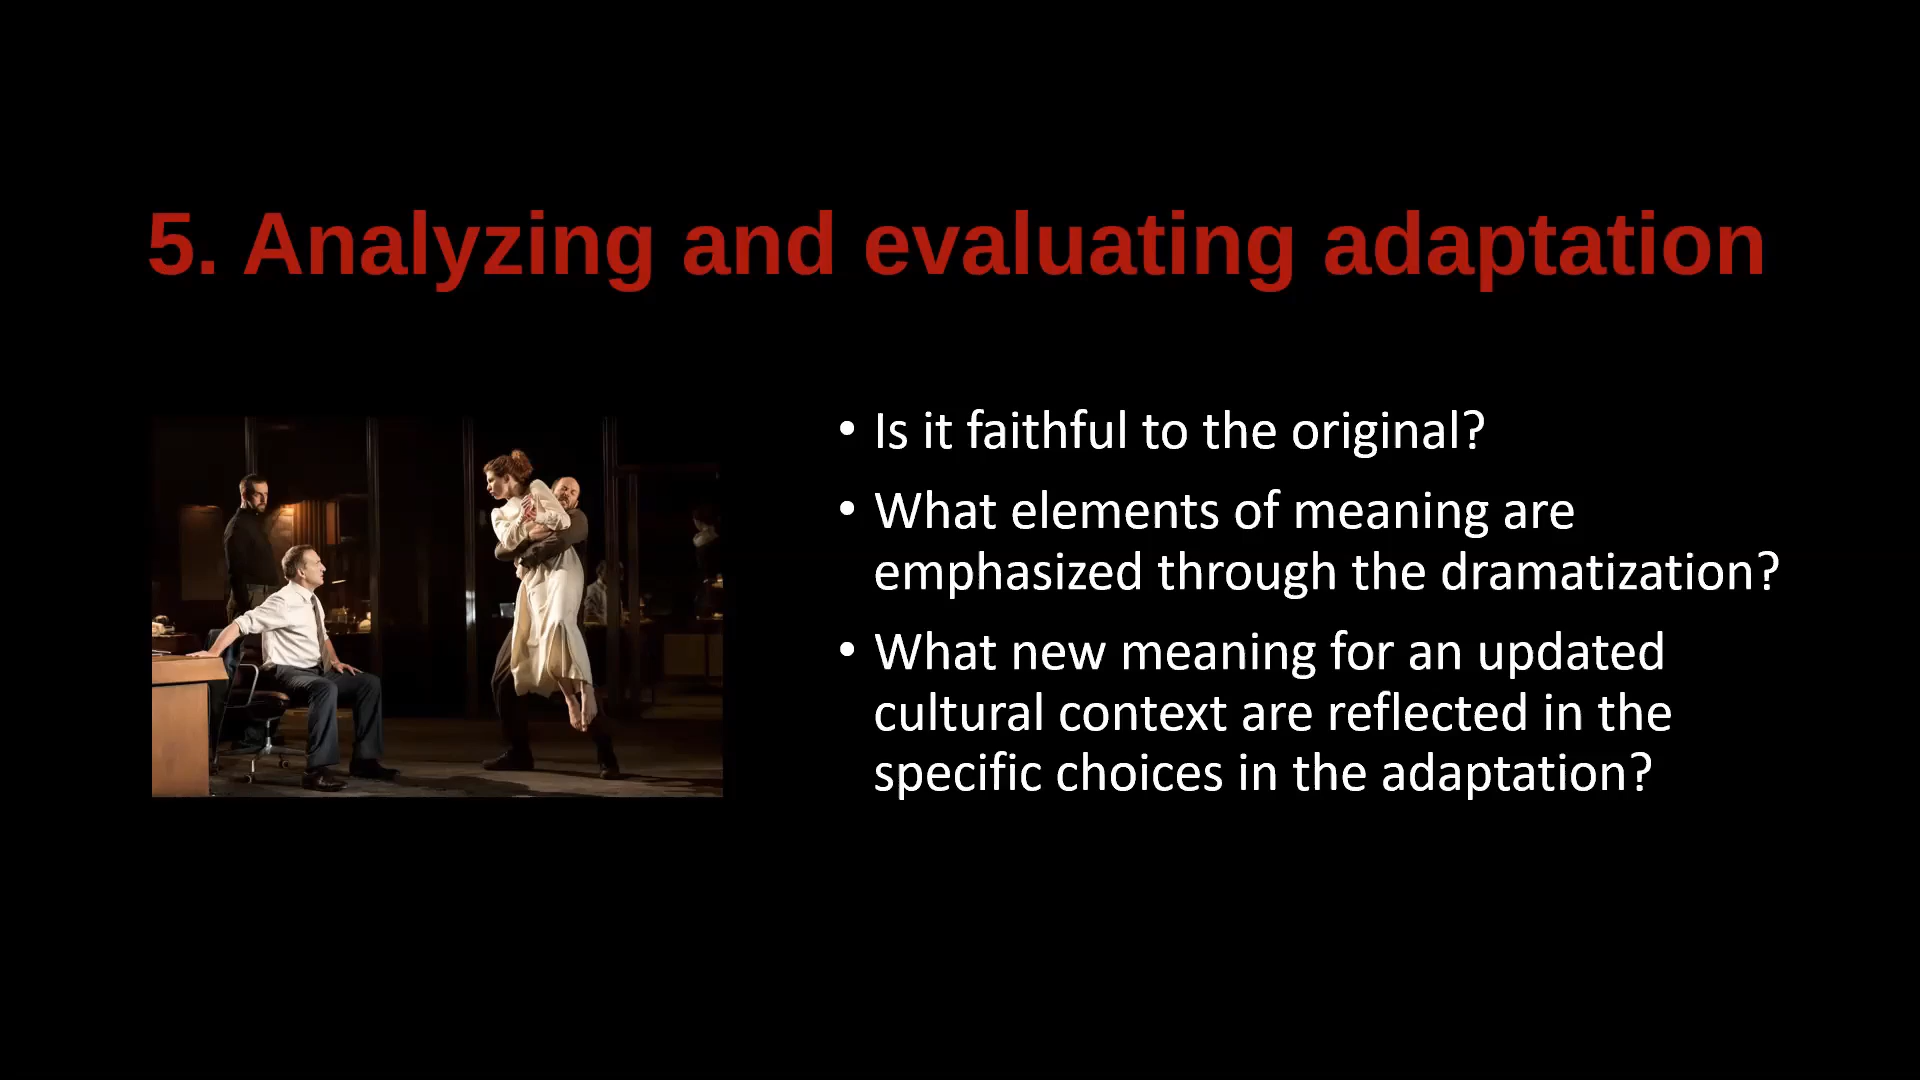 5. Analyzing and evaluating adaptation
• Is it faithful to the original?
• What elements of meaning are
emphasized through the dramatization?
• What new meaning for an updated
cultural context are reflected in the
specific choices in the adaptation?